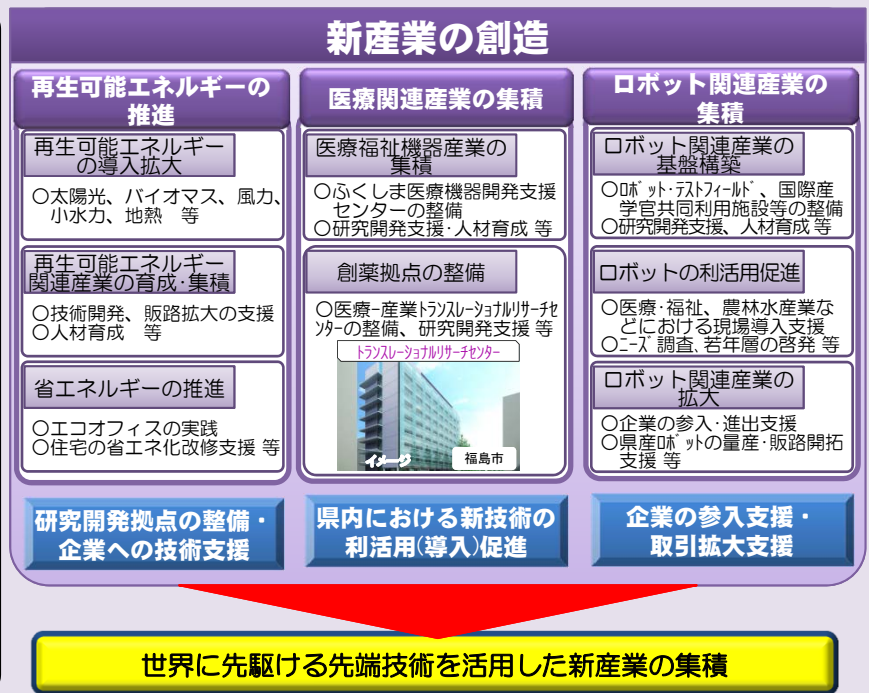 新産業の創造
再生可能エネルギーの
推進
再生可能エネルギー
の導入拡大
〇太陽光、バイオマス、風力、
小水力、地熱　等
再生可能エネルギー
関連産業の育成・集積
〇技術開発、販路拡大の支援
〇人材育成　等
省エネルギーの推進
〇エコオフィスの実践
〇住宅の省エネ化改修支援 等
医療関連産業の集積
医療福祉機器産業の
集積
〇ふくしま医療機器開発支援
センターの整備
〇研究開発支援・人材育成 等
創薬拠点の整備
〇医療-産業ﾄﾗﾝｽﾚｰｼｮﾅﾙﾘｻｰﾁｾ
ﾝﾀｰの整備、研究開発支援 等
ﾄﾗﾝｽﾚｰｼｮﾅﾙﾘｻｰﾁｾﾝﾀｰ
イメージ
福島市
ロボット関連産業の
集積
ロボット関連産業の
基盤構築
〇ﾛﾎﾞｯﾄ・ﾃｽﾄﾌｨｰﾙﾄﾞ、国際産
学官共同利用施設等の整備
〇研究開発支援、人材育成 等
ロボットの利活用促進
〇医療・福祉、農林水産業な
どにおける現場導入支援
〇ﾆｰｽﾞ調査､若年層の啓発 等
ロボット関連産業の
拡大
〇企業の参入・進出支援
〇県産ﾛﾎﾞｯﾄの量産・販路開拓
支援 等
研究開発拠点の整備・
企業への技術支援
県内における新技術の
利活用(導入)促進
企業の参入支援・
取引拡大支援
世界に先駆ける先端技術を活用した新産業の集積